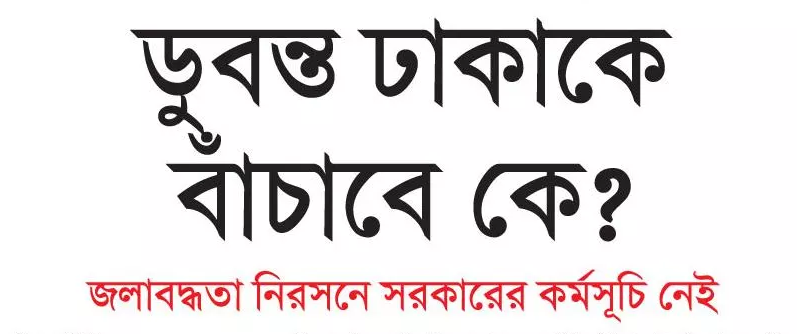 ডুবন্ত ঢাকাকে
বাঁচাবে কে?
জলাবদ্ধতা নিরসনে সরকারের কর্মসূচি নেই